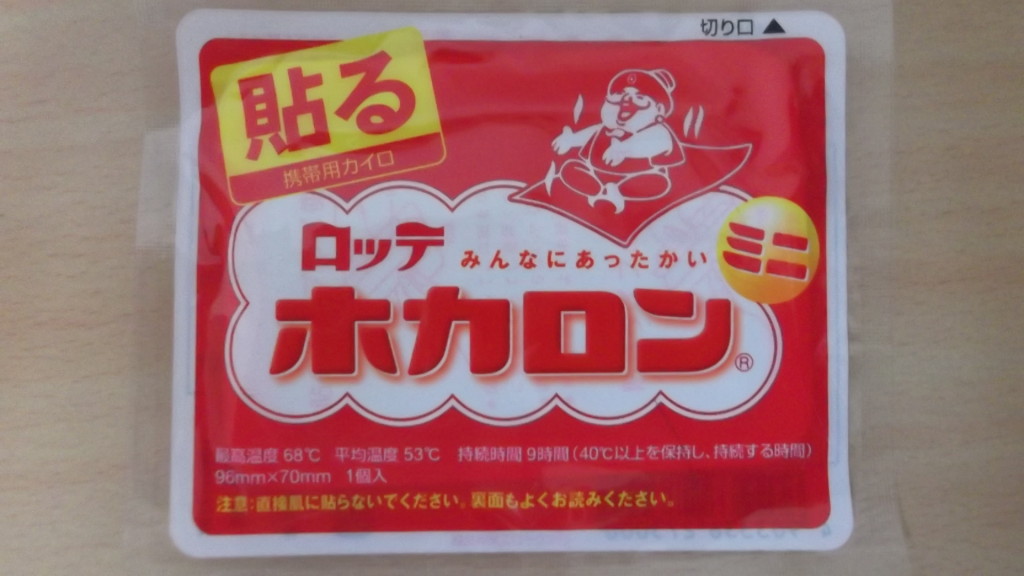 切り口 ▲
貼る
携帯用カイロ
ロッテ みんなにあったかい ミニ
ホカロン®
最高温度 68℃ 平均温度 53℃ 持続時間 9時間(40℃以上を保持し、持続する時間)
96mm×70mm 1個入
注意:直接肌に貼らないでください。裏面もよくお読みください。